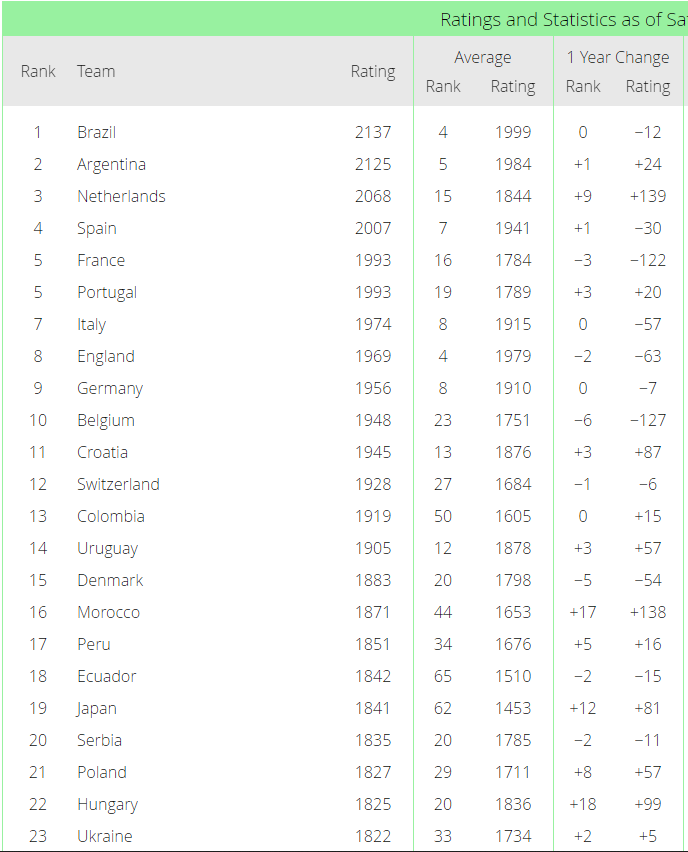 Ratings and Statistics as of
Average 1 Year Change
Rank Team Rating Rank Rating Rank Rating
1 Brazil 2137 4 1999 0 −12
2 Argentina 2125 5 1984 +1 +24
3 Netherlands 2068 15 1844 +9 +139
4 Spain 2007 7 1941 +1 −30
5 France 1993 16 1784 −3 −122
5 Portugal 1993 19 1789 +3 +20
7 Italy 1974 8 1915 0 −57
8 England 1969 4 1979 −2 −63
9 Germany 1956 8 1910 0 −7
10 Belgium 1948 23 1751 −6 −127
11 Croatia 1945 13 1876 +3 +87
12 Switzerland 1928 27 1684 −1 −6
13 Colombia 1919 50 1605 0 +15
14 Uruguay 1905 12 1878 +3 +57
15 Denmark 1883 20 1798 −5 −54
16 Morocco 1871 44 1653 +17 +138
17 Peru 1851 34 1676 +5 +16
18 Ecuador 1842 65 1510 −2 −15
19 Japan 1841 62 1453 +12 +81
20 Serbia 1835 20 1785 −2 −11
21 Poland 1827 29 1711 +8 +57
22 Hungary 1825 20 1836 +18 +99
23 Ukraine 1822 33 1734 +2 +5